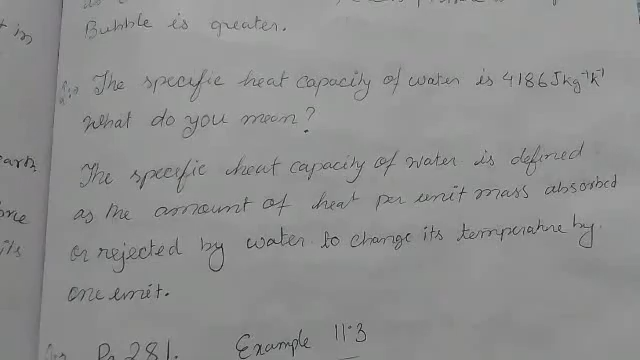 Bubble is greater.
The specific heat capacity of water is 4186 J kg⁻¹ K⁻¹
What do you mean?
The specific heat capacity of water is defined
as the amount of heat per unit mass absorbed
or rejected by water to change its temperature by
one unit.
Pg 281. Example 11.3